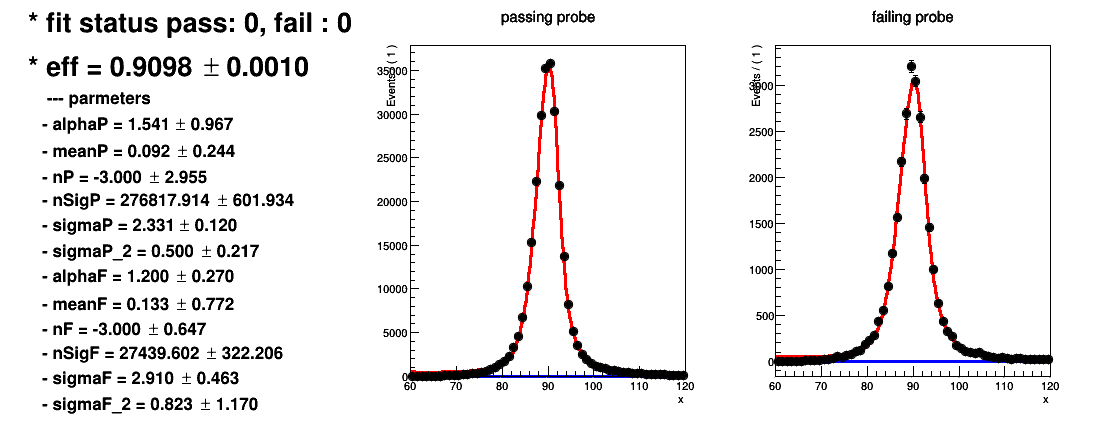 * fit status pass: 0, fail : 0
* eff = 0.9098 ± 0.0010
--- parmeters
- alphaP = 1.541 ± 0.967
- meanP = 0.092 ± 0.244
- nP = -3.000 ± 2.955
- nSigP = 276817.914 ± 601.934
- sigmaP = 2.331 ± 0.120
- sigmaP_2 = 0.500 ± 0.217
- alphaF = 1.200 ± 0.270
- meanF = 0.133 ± 0.772
- nF = -3.000 ± 0.647
- nSigF = 27439.602 ± 322.206
- sigmaF = 2.910 ± 0.463
- sigmaF_2 = 0.823 ± 1.170
passing probe
Events / ( 1 )
35000
30000
25000
20000
15000
10000
5000
0
60 70 80 90 100 110 120
x
failing probe
Events / ( 1 )
3000
2500
2000
1500
1000
500
0
60 70 80 90 100 110 120
x